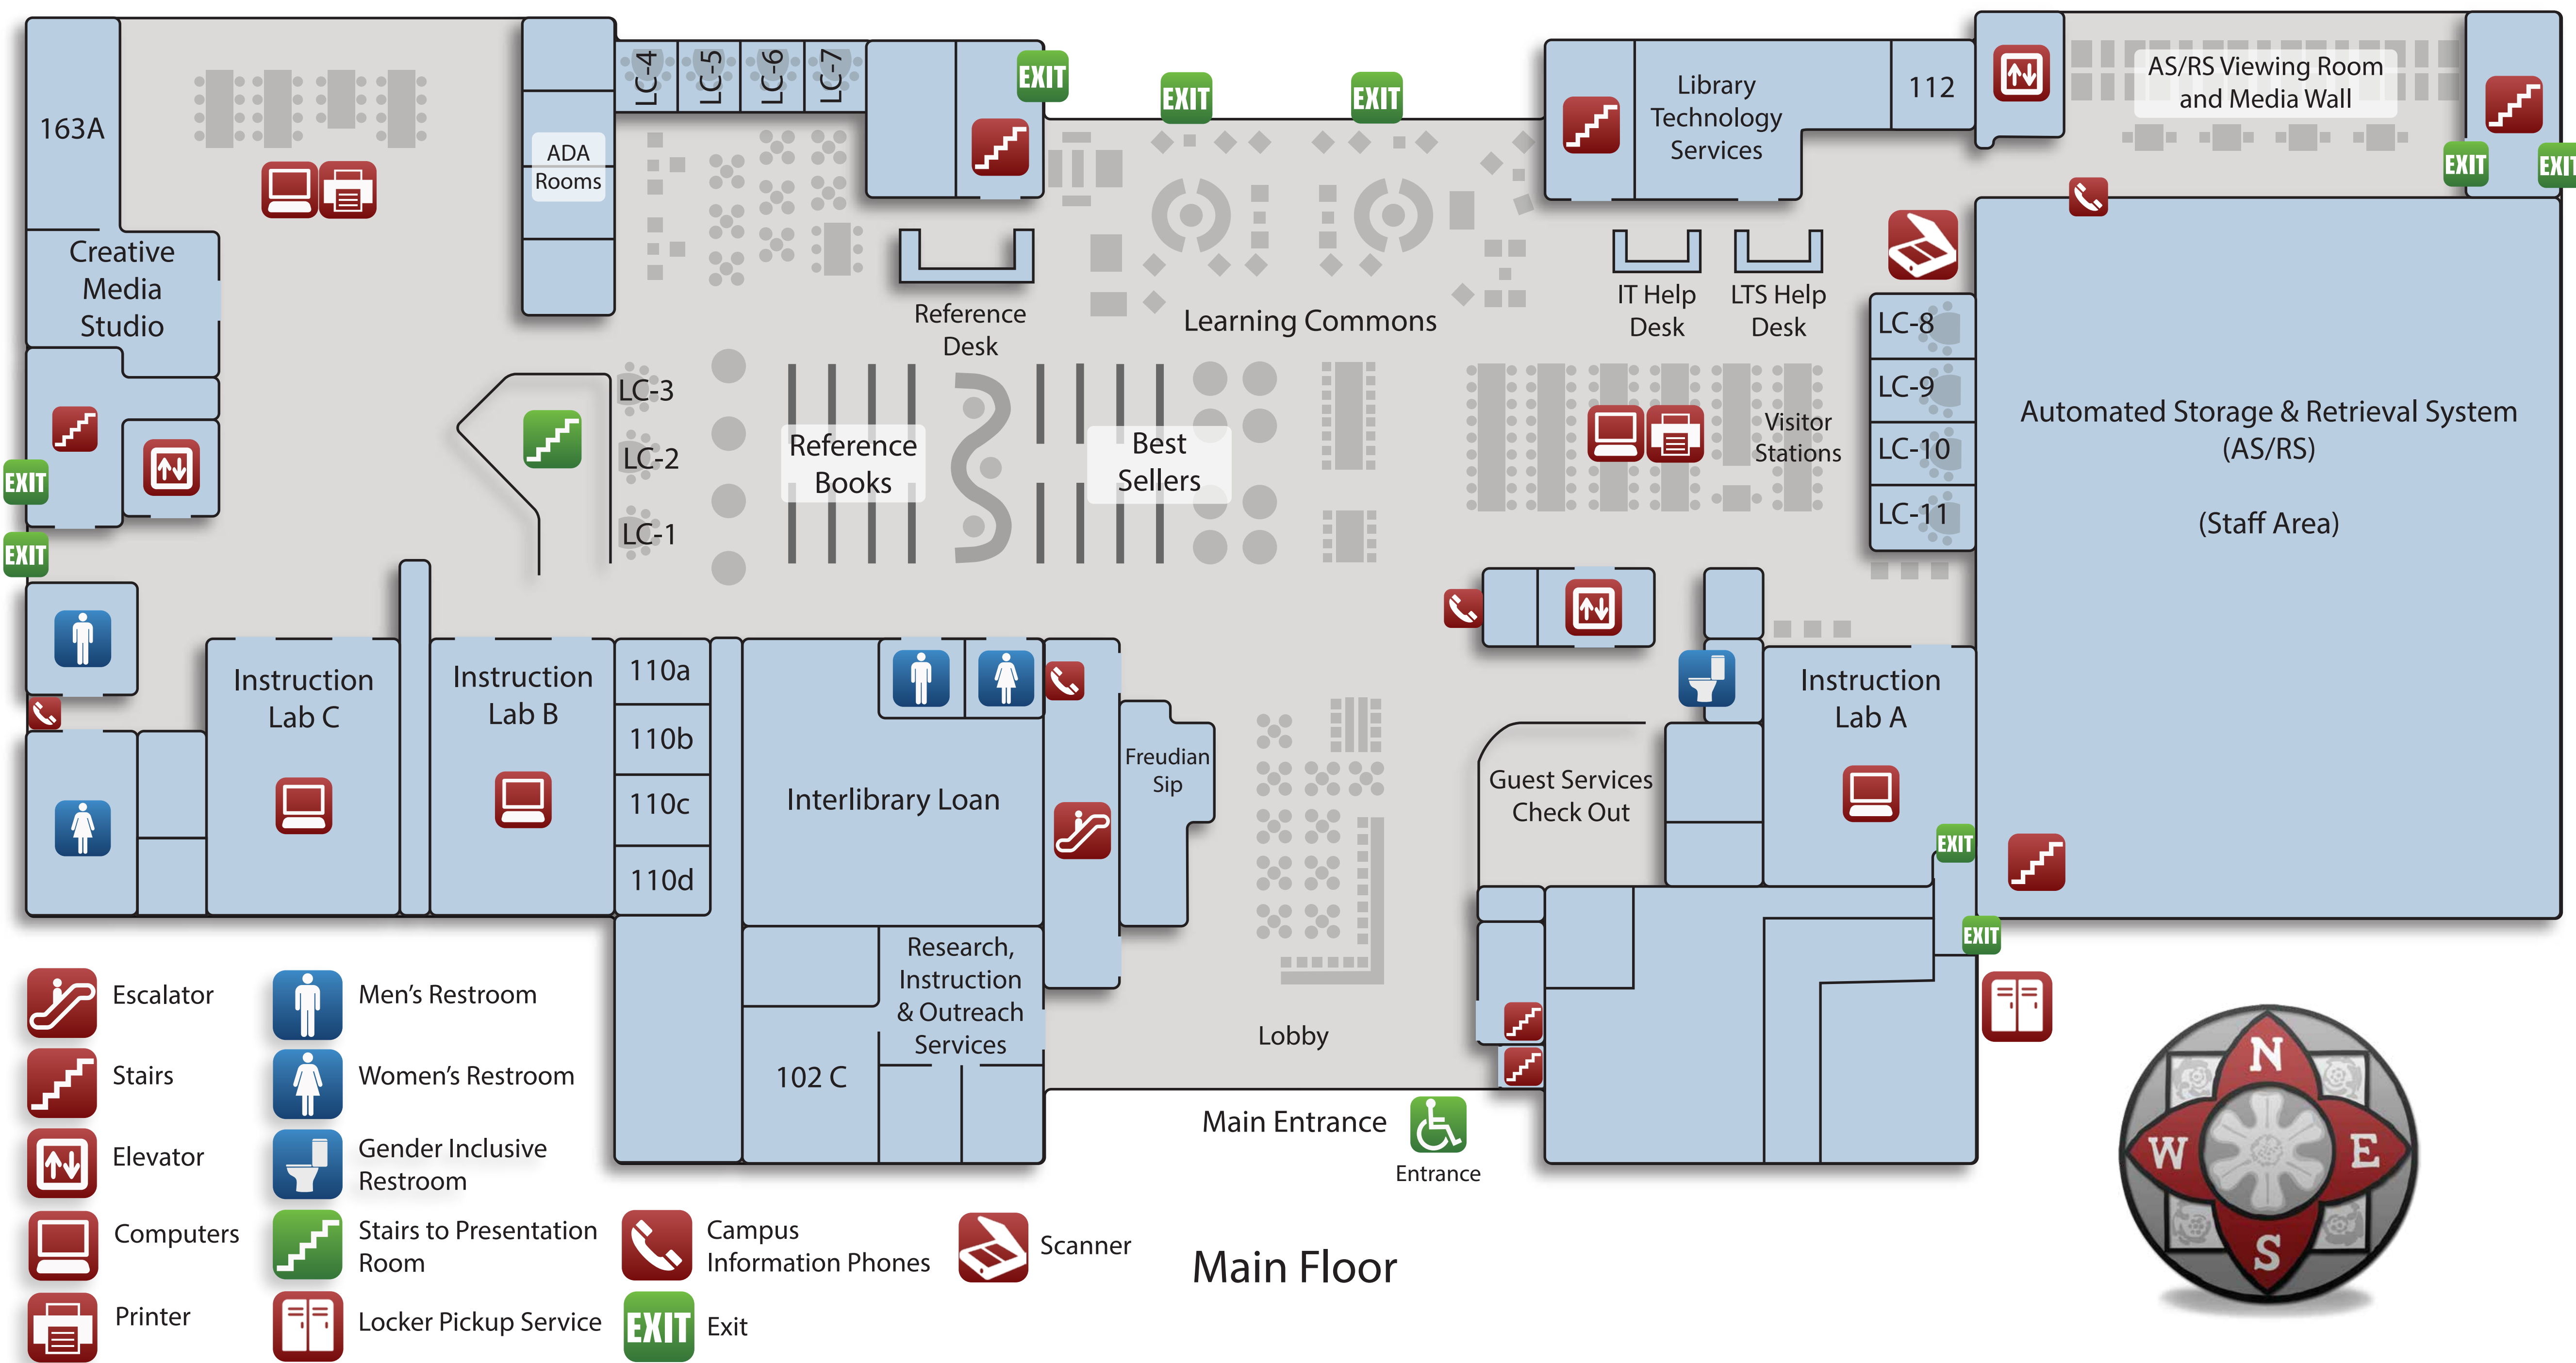 163A
LC-4
LC-5
LC-6
LC-7
EXIT
EXIT
EXIT
Library
Technology
Services
112
AS/RS Viewing Room
and Media Wall
EXIT
EXIT
ADA
Rooms
Creative
Media
Studio
Reference
Desk
Learning Commons
IT Help
Desk
LTS Help
Desk
LC-8
LC-9
LC-10
LC-11
LC-3
LC-2
LC-1
Reference
Books
Best
Sellers
Visitor
Stations
Automated Storage & Retrieval System
(AS/RS)
(Staff Area)
EXIT
EXIT
Instruction
Lab C
Instruction
Lab B
110a
110b
110c
110d
Interlibrary Loan
Freudian
Sip
Guest Services
Check Out
Instruction
Lab A
EXIT
EXIT
Research,
Instruction
& Outreach
Services
102 C
Lobby
Main Entrance
Entrance
Escalator
Stairs
Elevator
Computers
Printer
Men's Restroom
Women's Restroom
Gender Inclusive
Restroom
Stairs to Presentation
Room
Locker Pickup Service
Campus
Information Phones
EXIT
Exit
Scanner
Main Floor
N
W
E
S